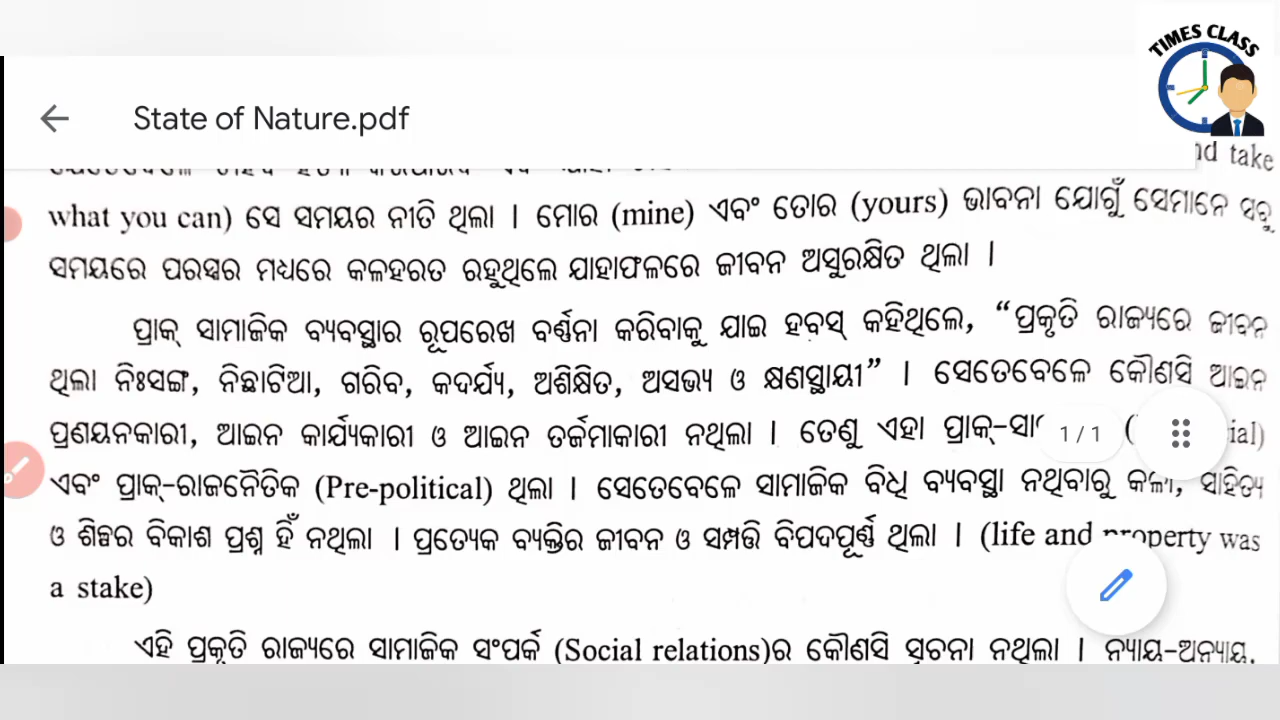 TIMES CLASS
State of Nature.pdf
take
what you can) ସେ ସମୟର ନୀତି ଥିଲା । ମୋର (mine) ଏବଂ ତୋର (yours) ଭାବନା ଯୋଗୁଁ ସେମାନେ ସବୁ
ସମୟରେ ପରସ୍ପର ମଧ୍ୟରେ କଳହରତ ରହୁଥିଲେ ଯାହାଫଳରେ ଜୀବନ ଅସୁରକ୍ଷିତ ଥିଲା ।
ପ୍ରାକ୍ ସାମାଜିକ ବ୍ୟବସ୍ଥାର ରୂପରେଖ ବର୍ଣ୍ଣନା କରିବାକୁ ଯାଇ ହବସ୍ କହିଥିଲେ, “ପ୍ରକୃତି ରାଜ୍ୟରେ ଜୀବନ
ଥିଲା ନିଃସଙ୍ଗ, ନିଛାଟିଆ, ଗରିବ, କଦର୍ଯ୍ୟ, ଅଶିକ୍ଷିତ, ଅସଭ୍ୟ ଓ କ୍ଷଣସ୍ଥାୟୀ” । ସେତେବେଳେ କୌଣସି ଆଇନ
ପ୍ରଣୟନକାରୀ, ଆଇନ କାର୍ଯ୍ୟକାରୀ ଓ ଆଇନ ତର୍ଜମାକାରୀ ନଥିଲା । ତେଣୁ ଏହା ପ୍ରାକ୍-ସା 1 / 1 ( ial)
ଏବଂ ପ୍ରାକ୍-ରାଜନୈତିକ (Pre-political) ଥିଲା । ସେତେବେଳେ ସାମାଜିକ ବିଧି ବ୍ୟବସ୍ଥା ନଥିବାରୁ କଳା, ସାହିତ୍ୟ
ଓ ଶିଳ୍ପର ବିକାଶ ପ୍ରଶ୍ନ ହିଁ ନଥିଲା । ପ୍ରତ୍ୟେକ ବ୍ୟକ୍ତିର ଜୀବନ ଓ ସମ୍ପତ୍ତି ବିପଦପୂର୍ଣ୍ଣ ଥିଲା । (life and property was
a stake)
ଏହି ପ୍ରକୃତି ରାଜ୍ୟରେ ସାମାଜିକ ସଂପର୍କ (Social relations)ର କୌଣସି ସୂଚନା ନଥିଲା । ନ୍ୟାୟ-ଅନ୍ୟାୟ,